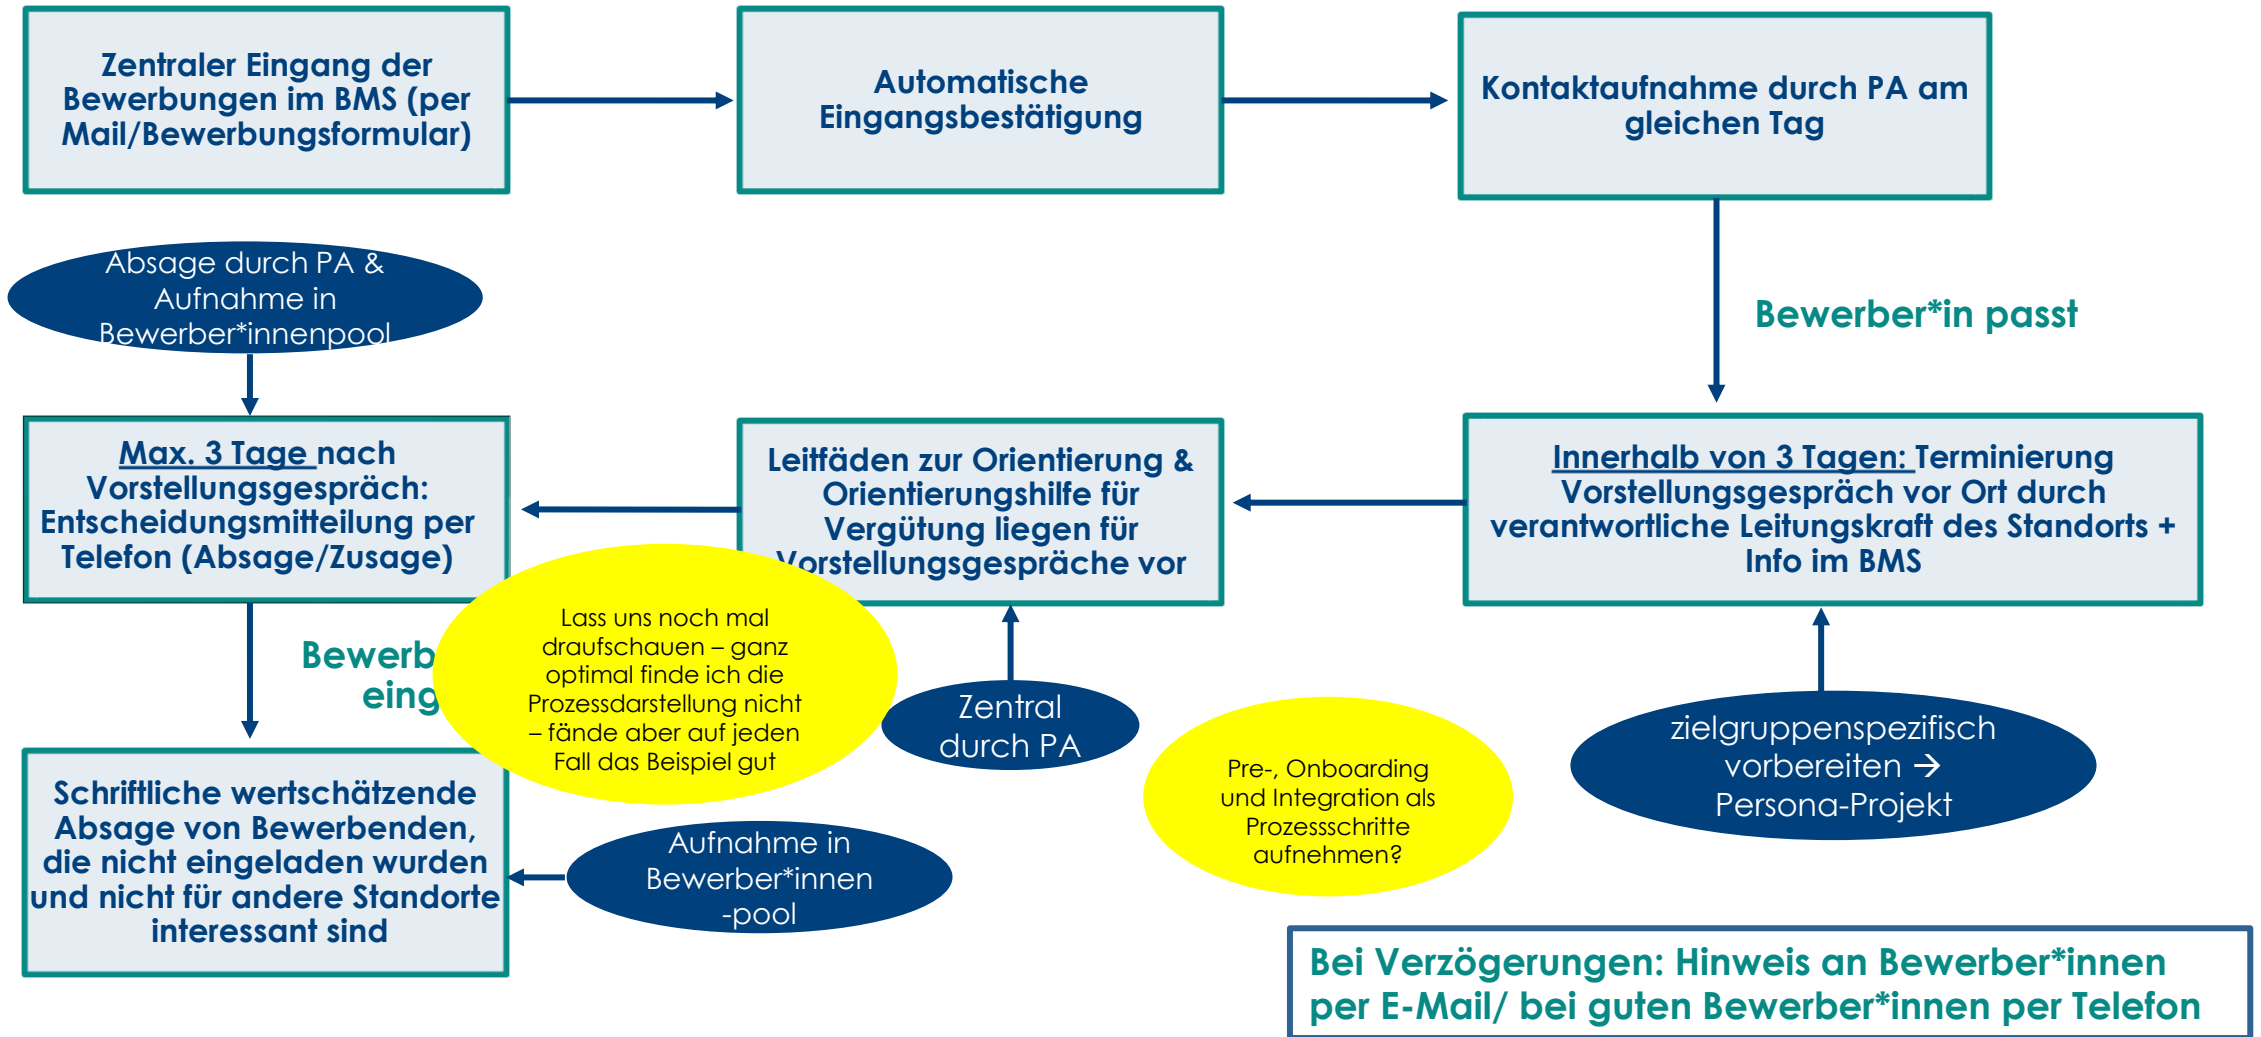 Zentraler Eingang der
Bewerbungen im BMS (per
Mail/Bewerbungsformular)
Automatische
Eingangsbestätigung
Kontaktaufnahme durch PA am
gleichen Tag
Absage durch PA &
Aufnahme in
Bewerber*innenpool
Bewerber*in passt
Max. 3 Tage nach
Vorstellungsgespräch:
Entscheidungsmitteilung per
Telefon (Absage/Zusage)
Leitfäden zur Orientierung &
Orientierungshilfe für
Vergütung liegen für
Vorstellungsgespräche vor
Innerhalb von 3 Tagen: Terminierung
Vorstellungsgespräch vor Ort durch
verantwortliche Leitungskraft des Standorts +
Info im BMS
Bewerb
eing
Lass uns noch mal
draufschauen – ganz
optimal finde ich die
Prozessdarstellung nicht
– fände aber auf jeden
Fall das Beispiel gut
Zentral
durch PA
Pre-, Onboarding
und Integration als
Prozessschritte
aufnehmen?
zielgruppenspezifisch
vorbereiten →
Persona-Projekt
Schriftliche wertschätzende
Absage von Bewerbenden,
die nicht eingeladen wurden
und nicht für andere Standorte
interessant sind
Aufnahme in
Bewerber*innen
-pool
Bei Verzögerungen: Hinweis an Bewerber*innen
per E-Mail/ bei guten Bewerber*innen per Telefon